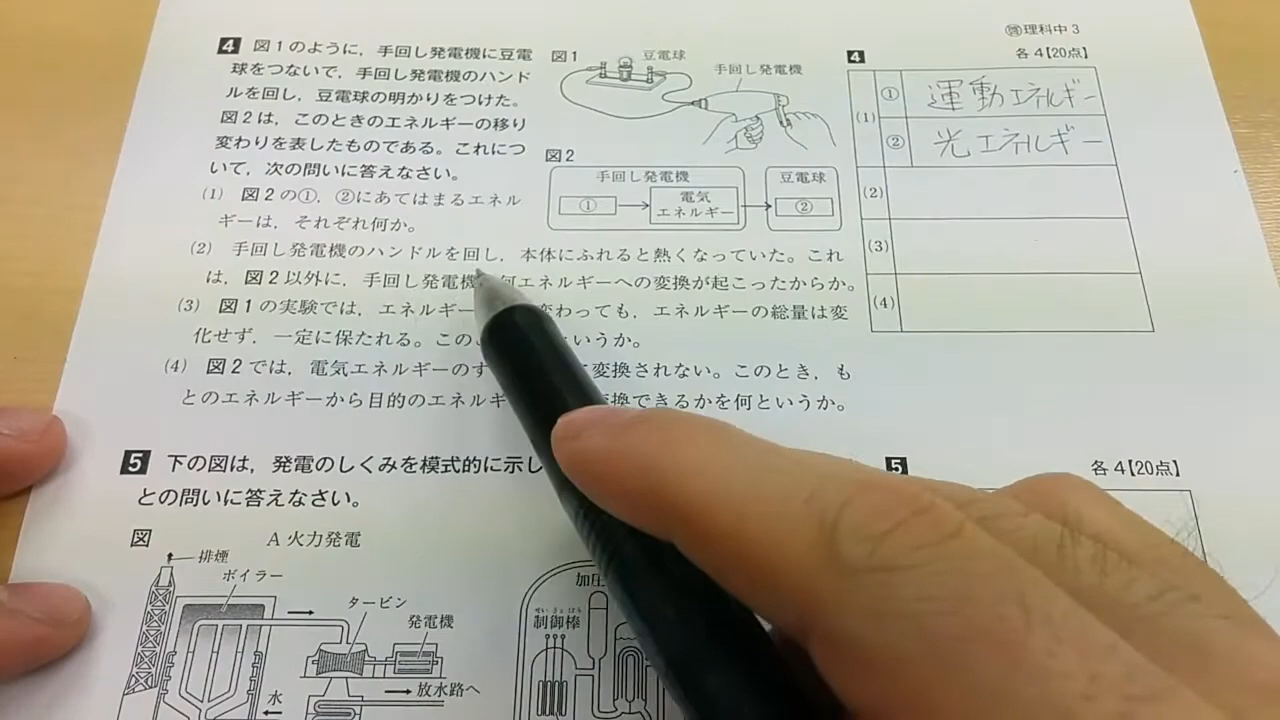 4 図1のように，手回し発電機に豆電
球をつないで，手回し発電機のハンド
ルを回し，豆電球の明かりをつけた。
図2は，このときのエネルギーの移り
変わりを表したものである。これにつ
いて，次の問いに答えなさい。
(1) 図2の①，②にあてはまるエネル
ギーは，それぞれ何か。
(2) 手回し発電機のハンドルを回し，本体にふれると熱くなっていた。これ
は，図2以外に，手回し発電機 何エネルギーへの変換が起こったからか。
(3) 図1の実験では，エネルギー 変わっても，エネルギーの総量は変
化せず，一定に保たれる。この というか。
(4) 図2では，電気エネルギーのす に変換されない。このとき，も
とのエネルギーから目的のエネルギ 変換できるかを何というか。
図1
豆電球
手回し発電機
図2
手回し発電機
豆電球
①
電気
エネルギー
②
理科中3
4
各4【20点】
(1)
① 運動エネルギー
② 光エネルギー
(2)
(3)
(4)
5 下の図は，発電のしくみを模式的に示し
との問いに答えなさい。
5
各4【20点】
図
A 火力発電
排煙
ボイラー
タービン
発電機
水
放水路へ
加圧
せいぎょぼう
制御棒